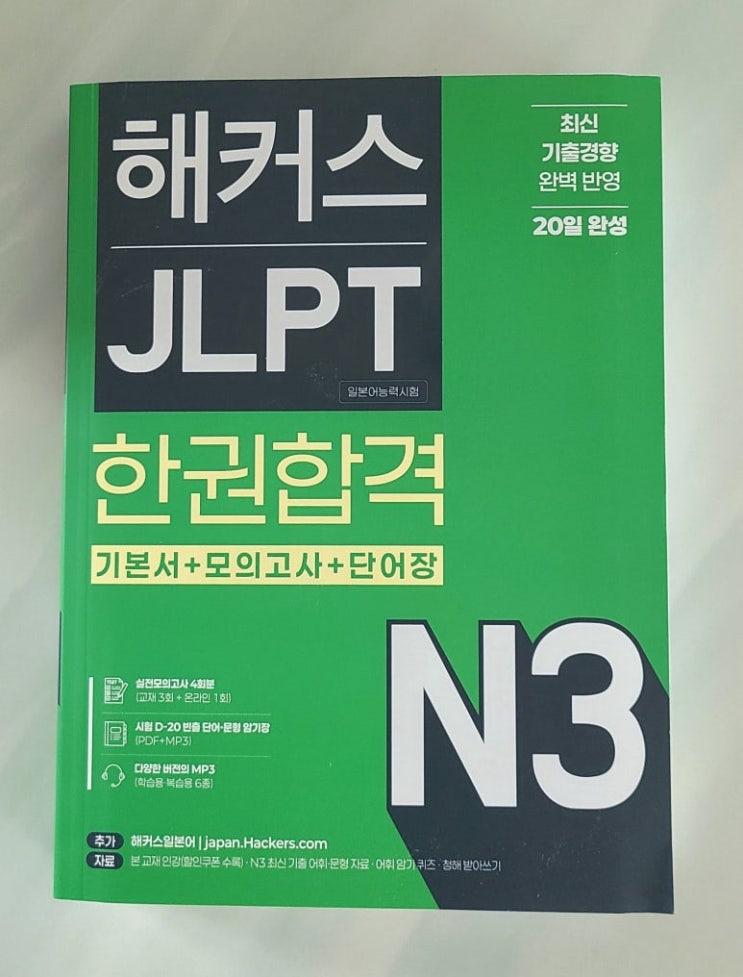 해커스
JLPT
일본어능력시험
최신
기출경향
완벽 반영
20일 완성
한권합격
기본서+모의고사+단어장
N3
실전모의고사 4회분
(교재 3회 + 온라인 1회)
시험 D-20 빈출 단어·문형 암기장
(PDF+MP3)
다양한 버전의 MP3
(학습용·복습용 6종)
추가 해커스일본어 | japan.Hackers.com
자료 본 교재 인강(할인쿠폰 수록) · N3 최신 기출 어휘·문형 자료 · 어휘 암기 퀴즈 · 청해 받아쓰기